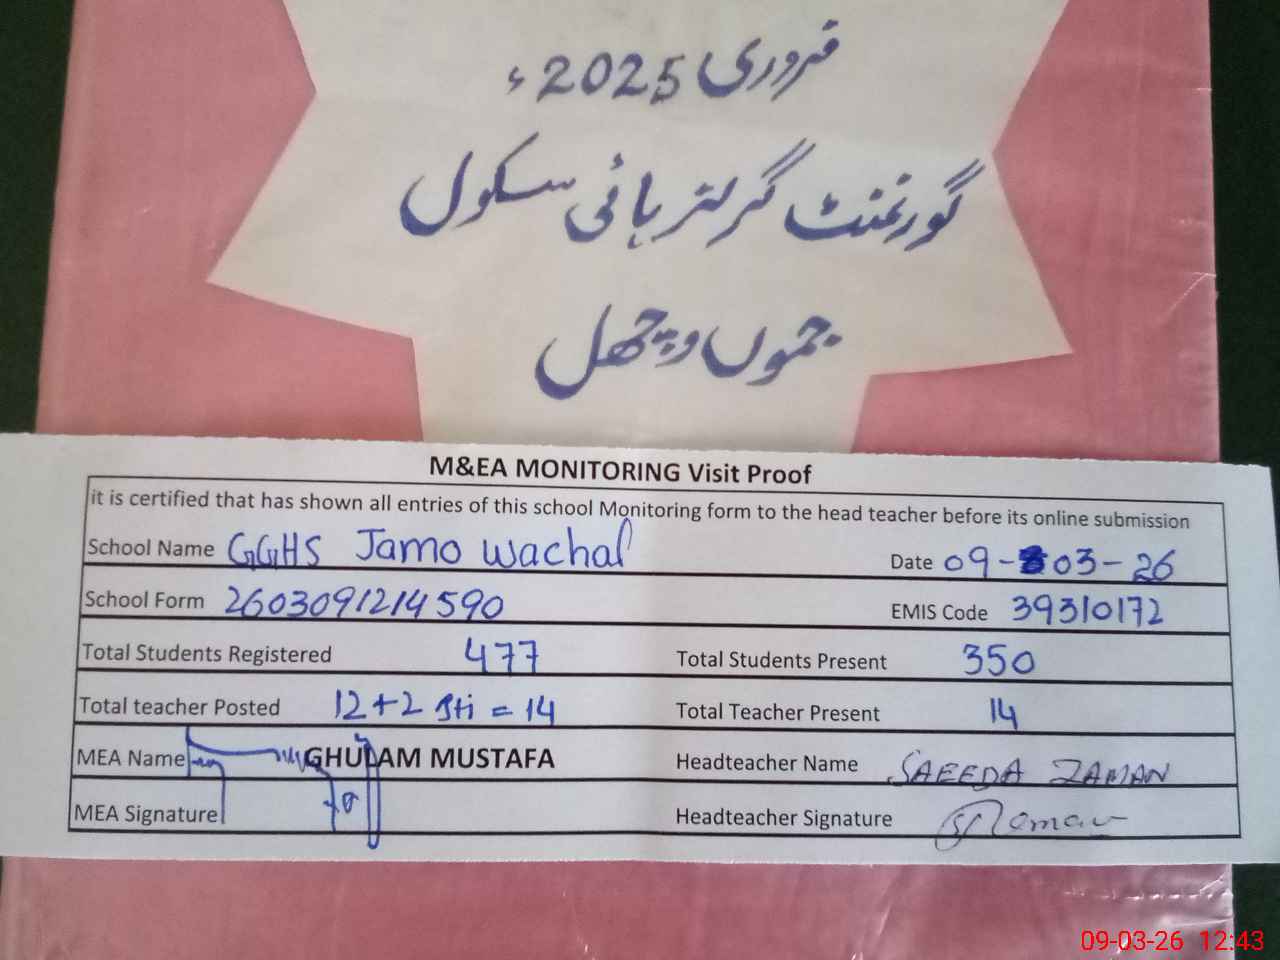 فروری 2025ء
گورنمنٹ گرلز ہائی سکول
جموں وچھل
M&EA MONITORING Visit Proof
it is certified that has shown all entries of this school Monitoring form to the head teacher before its online submission
School Name GGHS Jamo Wachal Date 09-03-26
School Form 2603091214590 EMIS Code 39310172
Total Students Registered 477 Total Students Present 350
Total teacher Posted 12+2 Sti = 14 Total Teacher Present 14
MEA Name GHULAM MUSTAFA Headteacher Name SAEEDA ZAMAN
MEA Signature Headteacher Signature
09-03-26 12:43